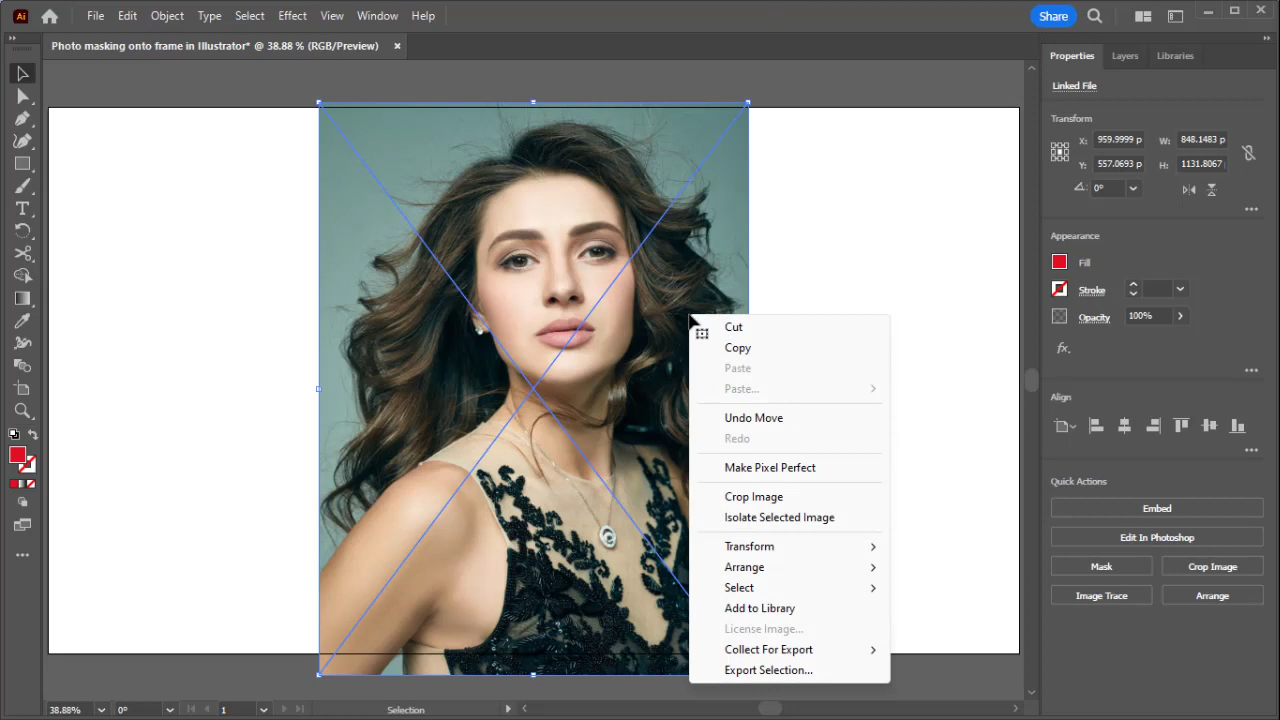 Ai File Edit Object Type Select Effect View Window Help Share
Photo masking onto frame in Illustrator* @ 38.88 % (RGB/Preview) ×
Properties Layers Libraries
Linked File
Transform
X: 959.9999 p W: 848.1483 p
Y: 557.0693 p H: 1131.8067
0°
Appearance
Fill
Stroke
Opacity 100%
fx.
Align
Quick Actions
Embed
Edit In Photoshop
Mask Crop Image
Image Trace Arrange
Cut
Copy
Paste
Paste...
Undo Move
Redo
Make Pixel Perfect
Crop Image
Isolate Selected Image
Transform
Arrange
Select
Add to Library
License Image...
Collect For Export
Export Selection...
38.88% 0° 1 Selection